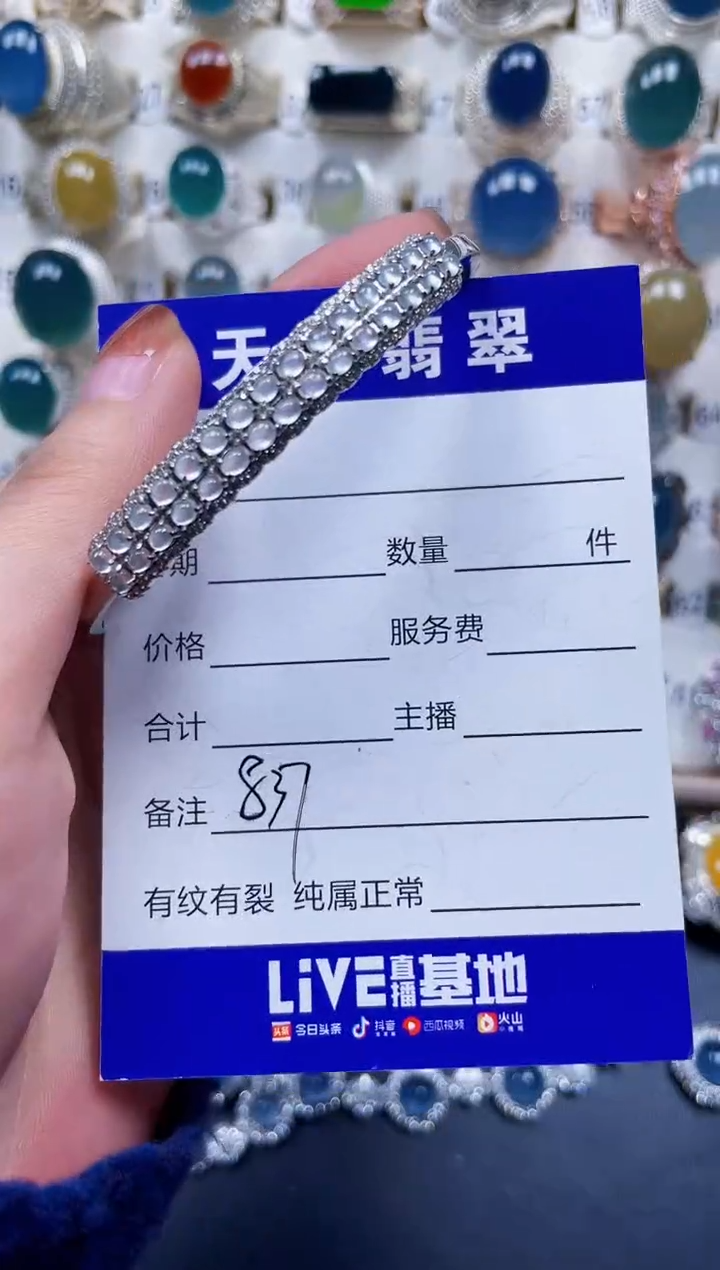 天 翡翠
期 数量 件
价格 服务费
合计 主播
备注 837
有纹有裂 纯属正常
LiVE直播基地
头条 今日头条 抖音 西瓜视频 火山